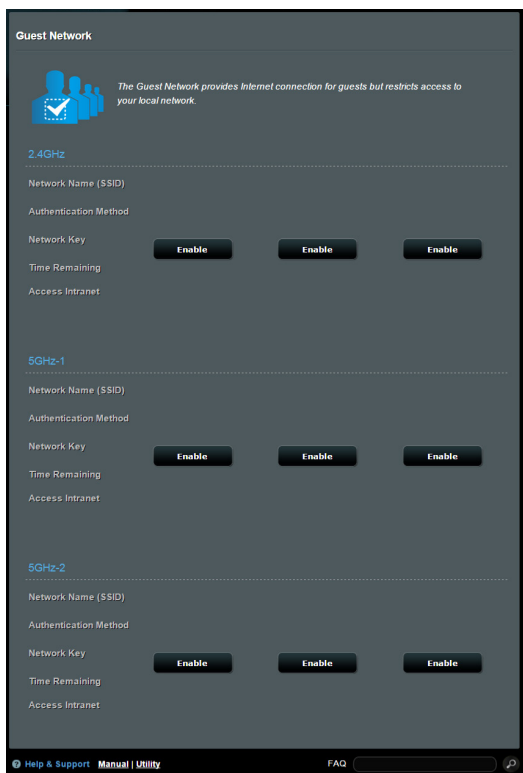 Guest Network
The Guest Network provides Internet connection for guests but restricts access to
your local network.
2.4GHz
Network Name (SSID)
Authentication Method
Network Key
Enable Enable Enable
Time Remaining
Access Intranet
5GHz-1
Network Name (SSID)
Authentication Method
Network Key
Enable Enable Enable
Time Remaining
Access Intranet
5GHz-2
Network Name (SSID)
Authentication Method
Network Key
Enable Enable Enable
Time Remaining
Access Intranet
? Help & Support Manual | Utility FAQ